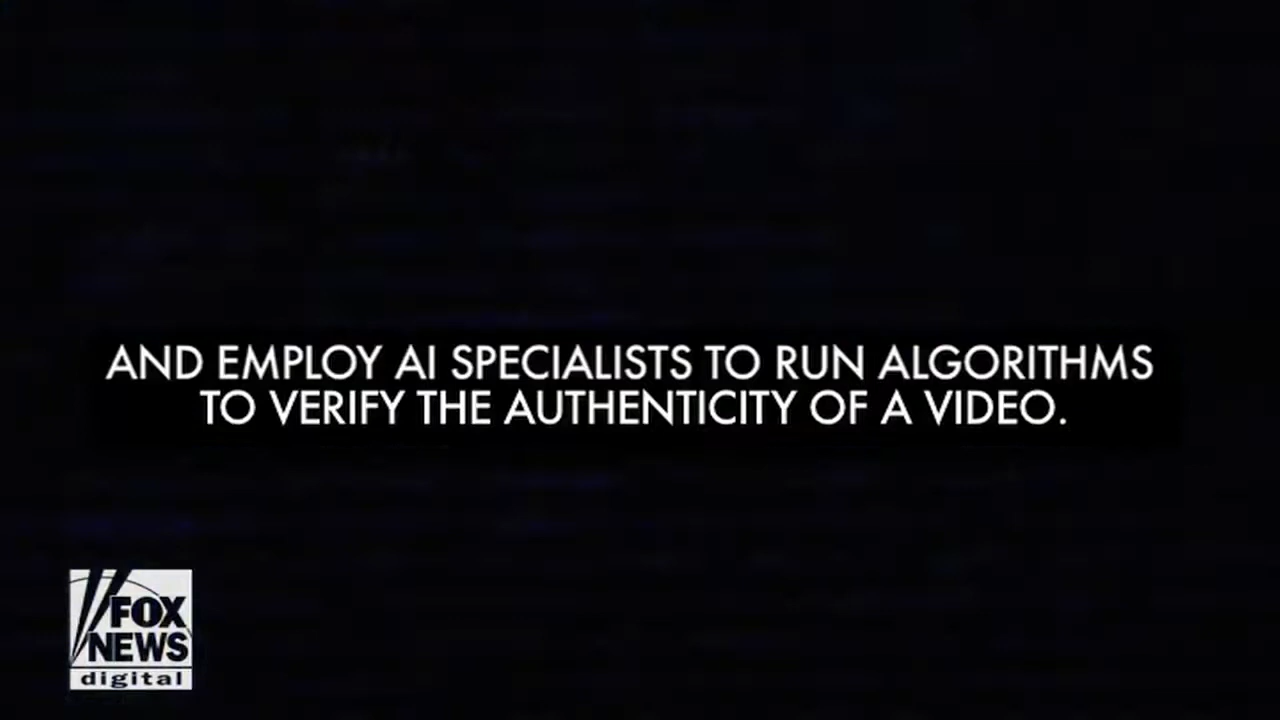 AND EMPLOY AI SPECIALISTS TO RUN ALGORITHMS
TO VERIFY THE AUTHENTICITY OF A VIDEO.
FOX
NEWS
digital